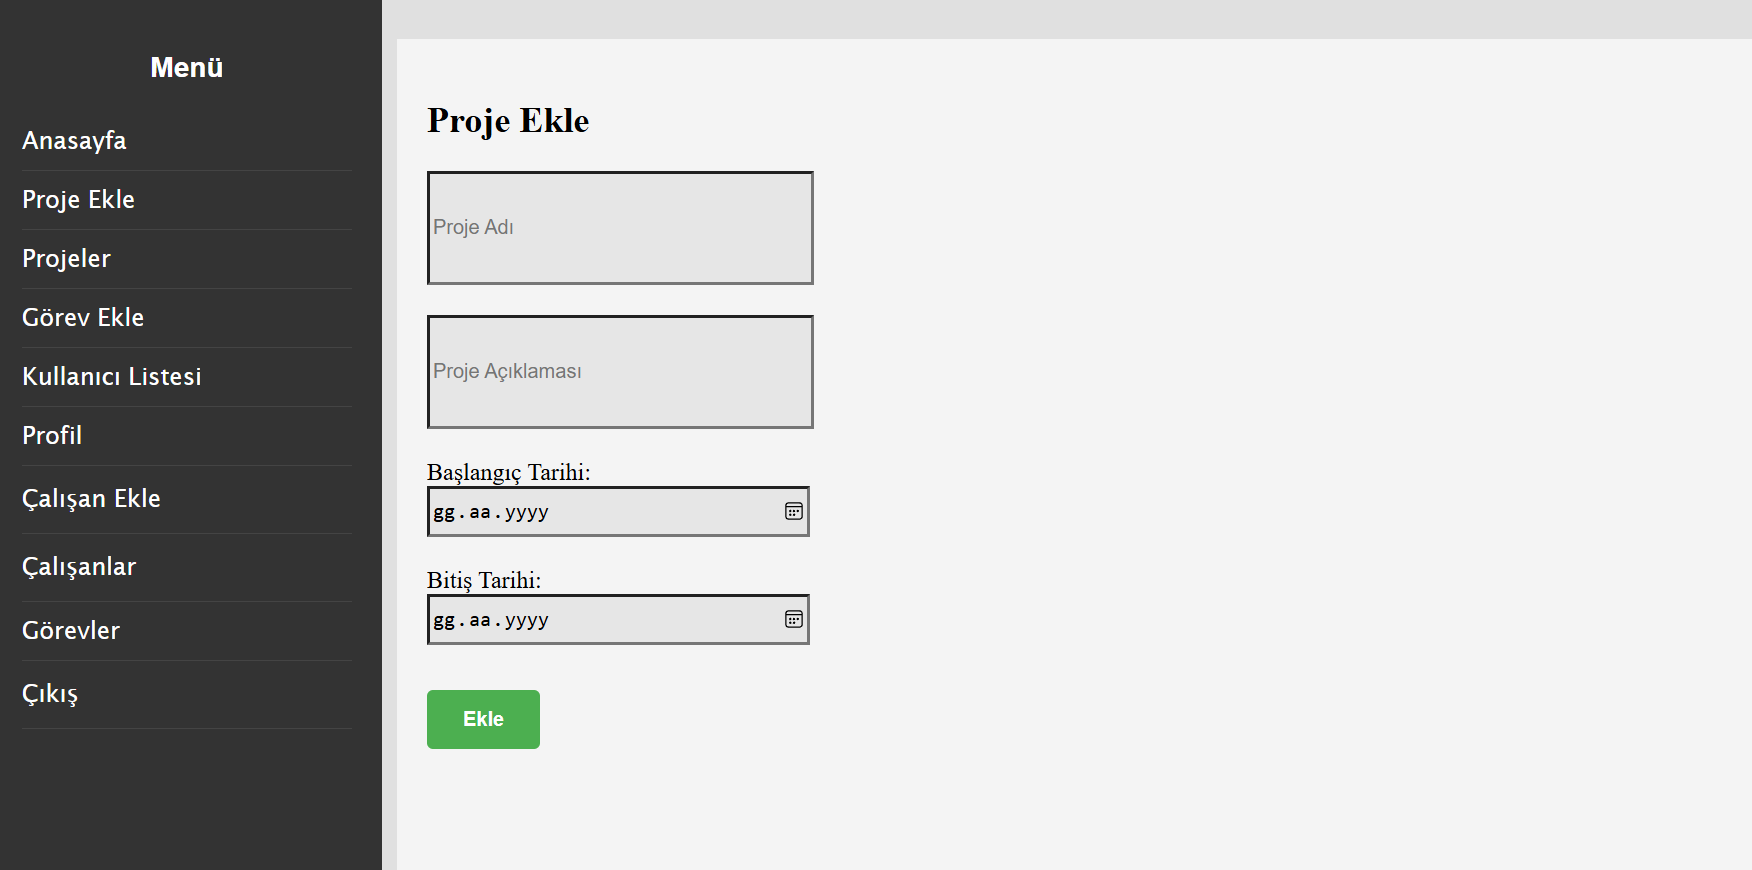 Menü
Anasayfa
Proje Ekle
Projeler
Görev Ekle
Kullanıcı Listesi
Profil
Çalışan Ekle
Çalışanlar
Görevler
Çıkış
Proje Ekle
Proje Adı
Proje Açıklaması
Başlangıç Tarihi:
gg.aa.yyyy
Bitiş Tarihi:
gg.aa.yyyy
Ekle